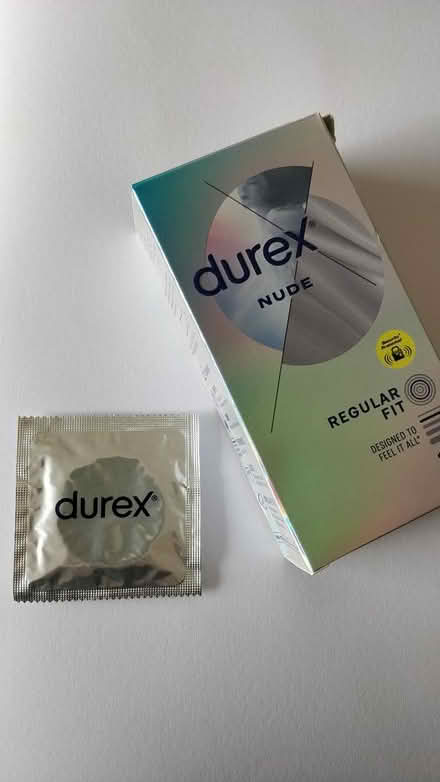 durex®
NUDE
REGULAR
FIT
DESIGNED TO
FEEL IT ALL*
durex®